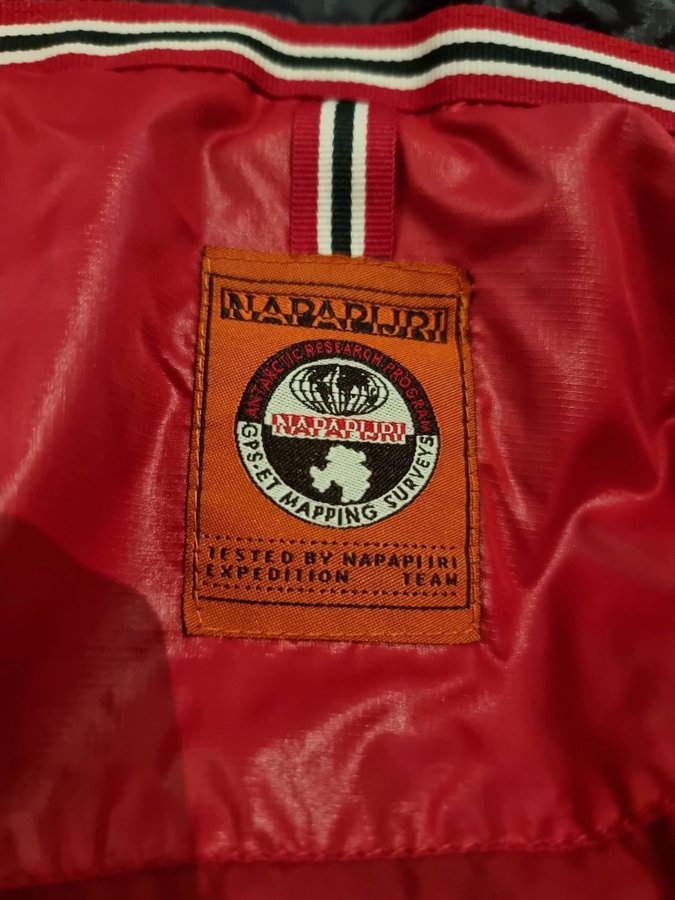 NAPAPIJRI
ANTARCTIC RESEARCH PROGRAM
NAPAPIJRI
GPS-ET MAPPING SURVEYS
TESTED BY NAPAPIJRI
EXPEDITION TEAM